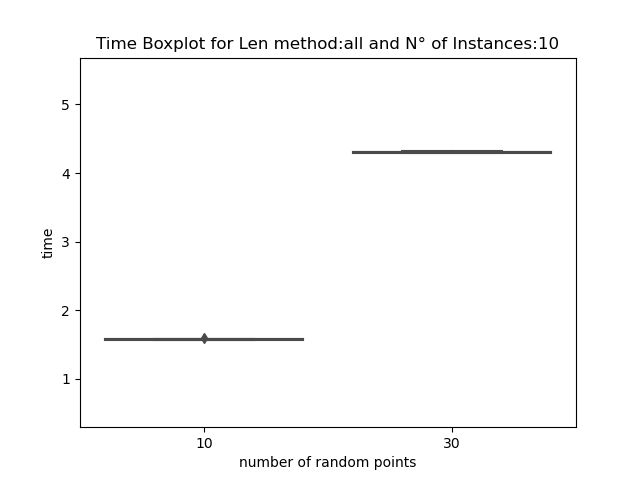 Time Boxplot for Len method:all and N° of Instances:10
5
4
3
2
1
time
10
30
number of random points